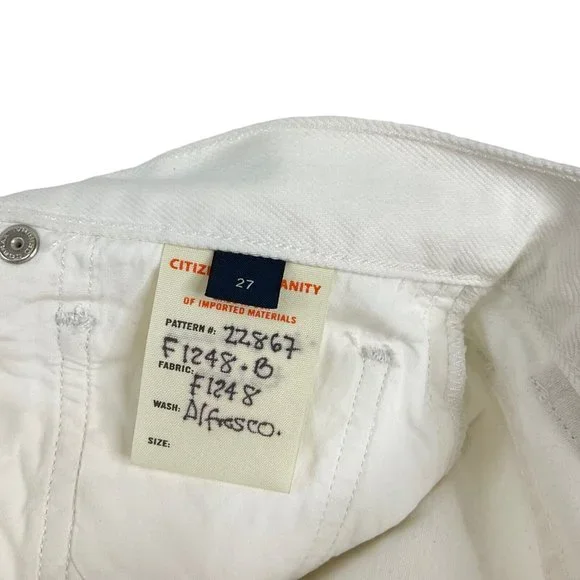 CITIZ ANITY
27
OF IMPORTED MATERIALS
PATTERN #: 22867
F1248.B
FABRIC: F1248
WASH: Alfresco.
SIZE: